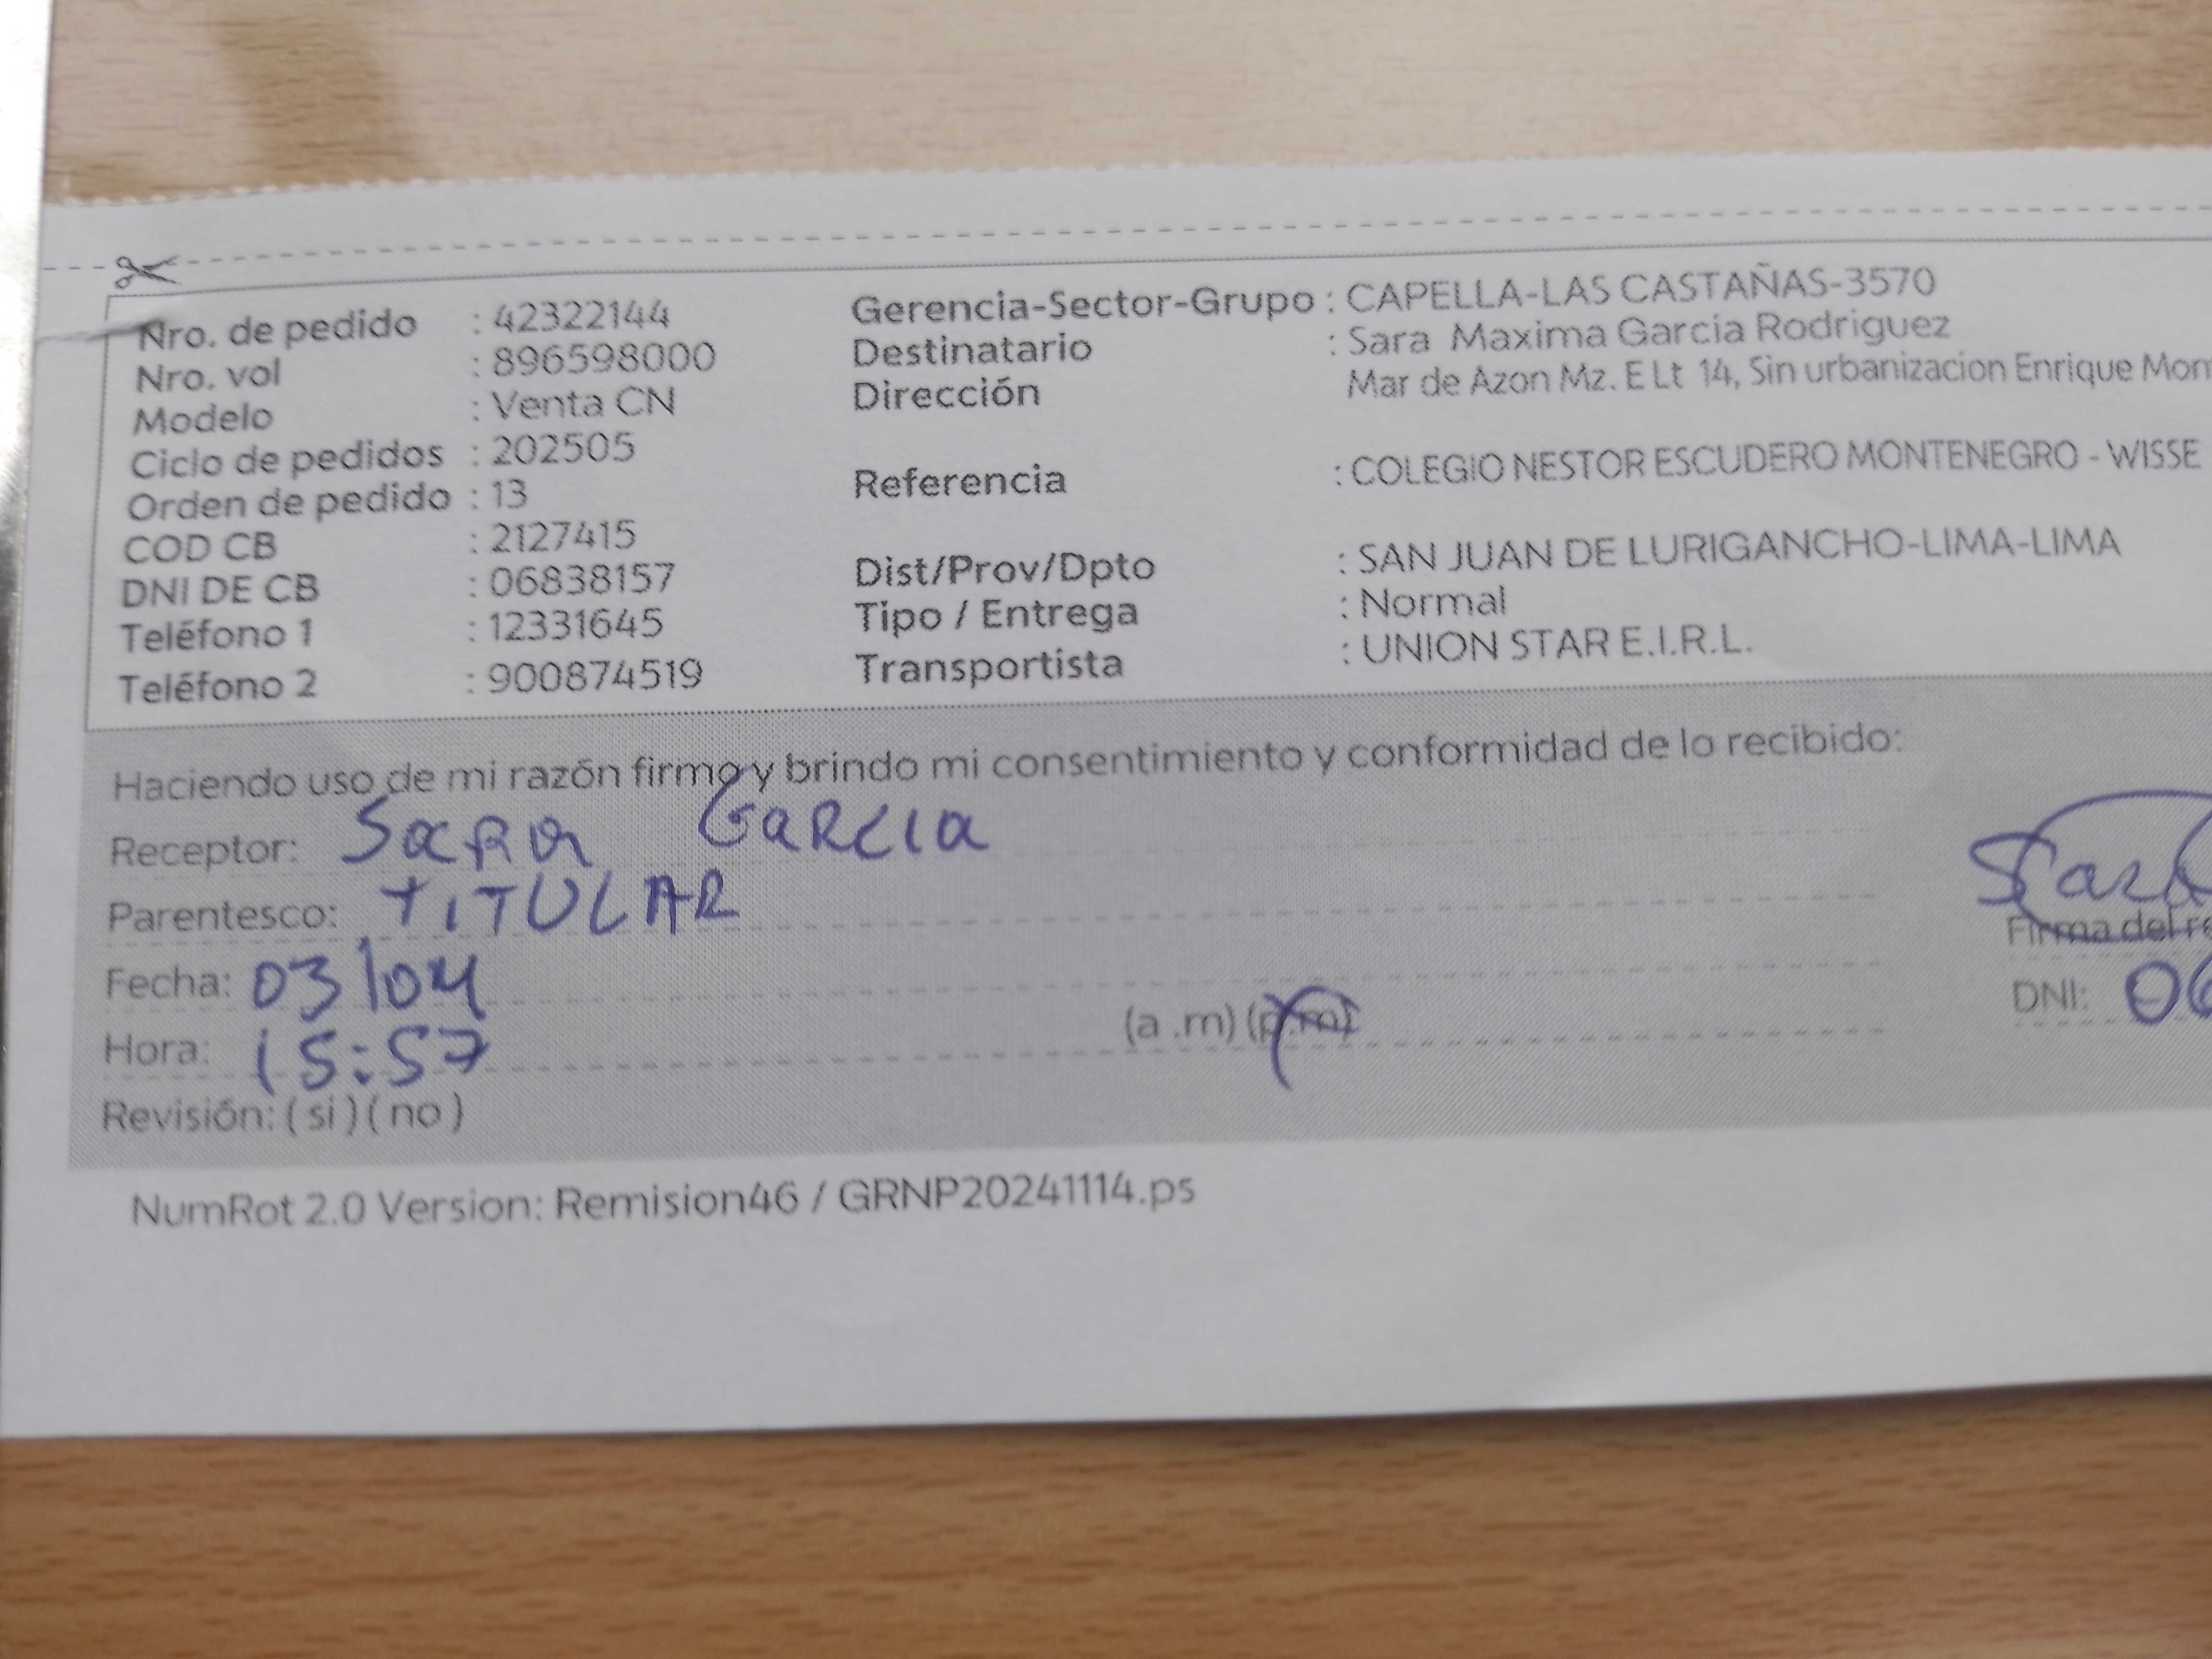 Nro. de pedido : 42322144 Gerencia-Sector-Grupo : CAPELLA-LAS CASTAÑAS-3570
Nro. vol : 896598000 Destinatario : Sara Maxima Garcia Rodriguez
Modelo : Venta CN Dirección Mar de Azon Mz. E Lt 14, Sin urbanizacion Enrique Mon
Ciclo de pedidos : 202505
Orden de pedido : 13 Referencia : COLEGIO NESTOR ESCUDERO MONTENEGRO - WISSE
COD CB : 2127415
DNI DE CB : 06838157 Dist/Prov/Dpto : SAN JUAN DE LURIGANCHO-LIMA-LIMA
Teléfono 1 : 12331645 Tipo / Entrega : Normal
Teléfono 2 : 900874519 Transportista : UNION STAR E.I.R.L.
Haciendo uso de mi razón firmo y brindo mi consentimiento y conformidad de lo recibido:
Receptor: Sara Garcia
Parentesco: TITULAR
Firma del re
Fecha: 03/04
DNI: 06
Hora: 15:57 (a .m) (p.m)
Revisión: ( si ) ( no )
NumRot 2.0 Version: Remision46 / GRNP20241114.ps